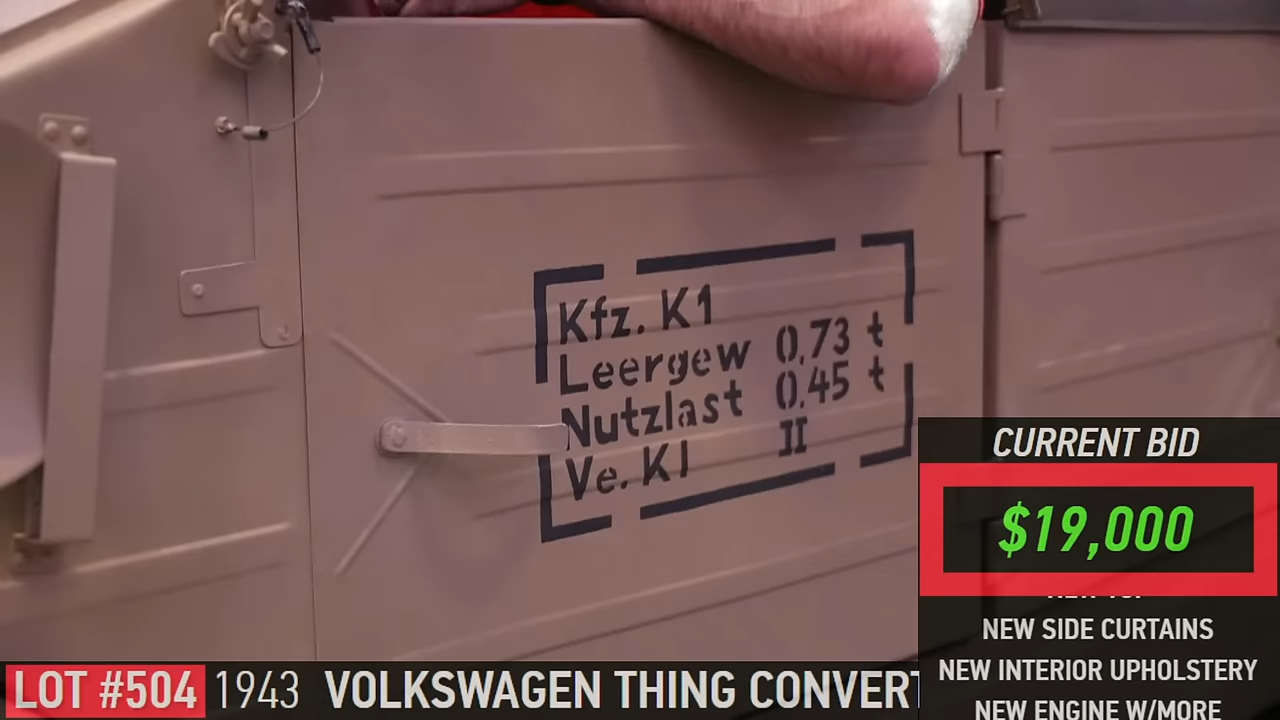 Kfz. K1
Leergew 0,73 t
Nutzlast 0,45 t
Ve. Kl II
CURRENT BID
$19,000
NEW SIDE CURTAINS
NEW INTERIOR UPHOLSTERY
NEW ENGINE W/MORE
LOT #504 1943 VOLKSWAGEN THING CONVERT